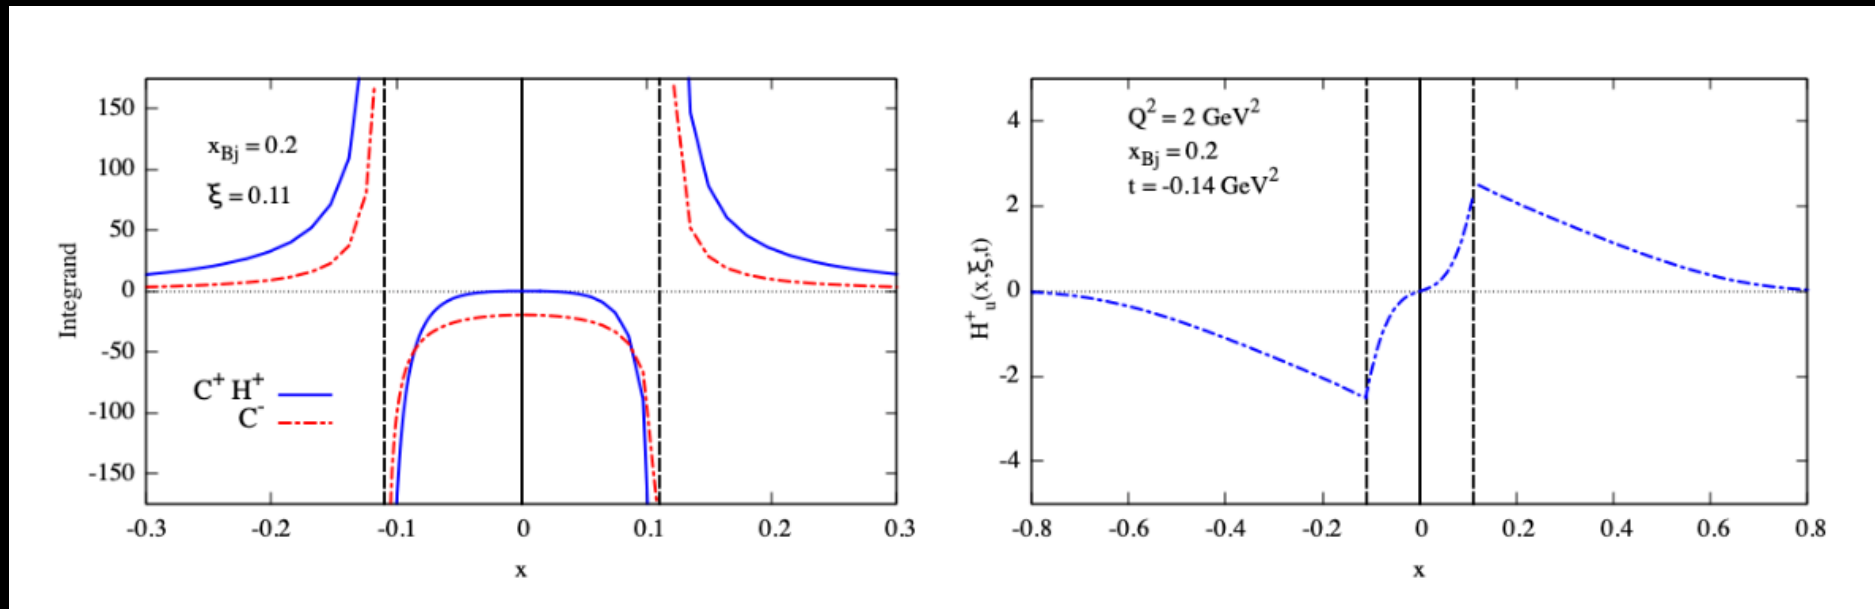 150
100
50
0
-50
-100
-150
Integrand
x_Bj = 0.2
ξ = 0.11
C^+ H^+
C^-
-0.3 -0.2 -0.1 0 0.1 0.2 0.3
x
4
2
0
-2
-4
H^+_u(x,ξ,t)
Q^2 = 2 GeV^2
x_Bj = 0.2
t = -0.14 GeV^2
-0.8 -0.6 -0.4 -0.2 0 0.2 0.4 0.6 0.8
x